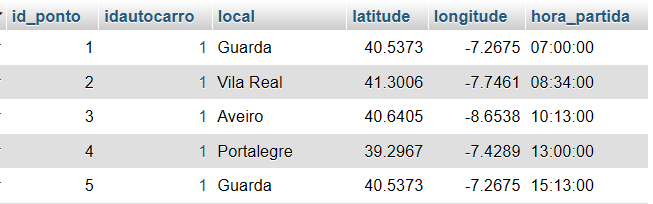 id_ponto idautocarro local latitude longitude hora_partida
1 1 Guarda 40.5373 -7.2675 07:00:00
2 1 Vila Real 41.3006 -7.7461 08:34:00
3 1 Aveiro 40.6405 -8.6538 10:13:00
4 1 Portalegre 39.2967 -7.4289 13:00:00
5 1 Guarda 40.5373 -7.2675 15:13:00